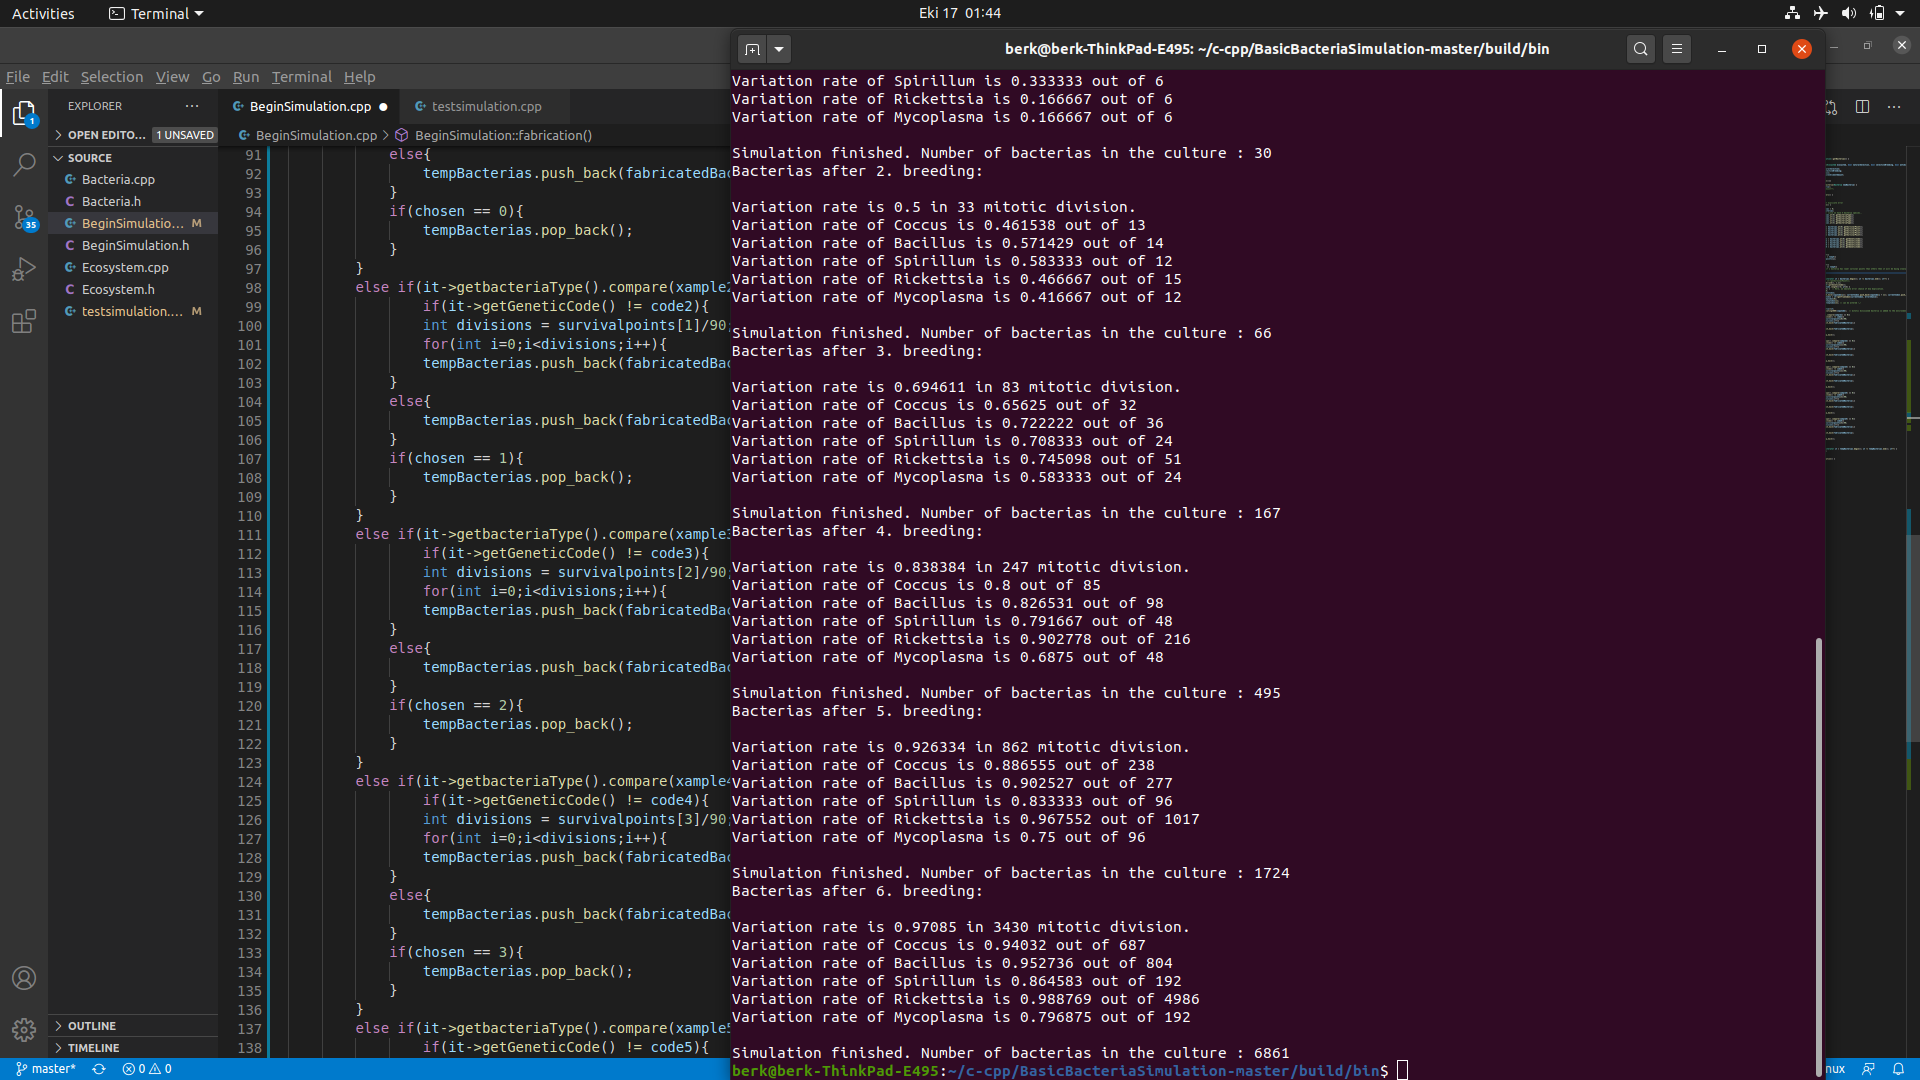 Activities
Terminal
Eki 17 01:44
File Edit Selection View Go Run Terminal Help
berk@berk-ThinkPad-E495: ~/c-cpp/BasicBacteriaSimulation-master/build/bin
EXPLORER
OPEN EDITO... 1 UNSAVED
SOURCE
Bacteria.cpp
Bacteria.h
BeginSimulatio... M
BeginSimulation.h
Ecosystem.cpp
Ecosystem.h
testsimulation.... M
OUTLINE
TIMELINE
1
35
BeginSimulation.cpp
testsimulation.cpp
BeginSimulation.cpp > BeginSimulation::fabrication()
91 else{
92 tempBacterias.push_back(fabricatedBac
93 }
94 if(chosen == 0){
95 tempBacterias.pop_back();
96 }
97 }
98 else if(it->getbacteriaType().compare(xample2
99 if(it->getGeneticCode() != code2){
100 int divisions = survivalpoints[1]/90;
101 for(int i=0;i<divisions;i++){
102 tempBacterias.push_back(fabricatedBac
103 }
104 else{
105 tempBacterias.push_back(fabricatedBac
106 }
107 if(chosen == 1){
108 tempBacterias.pop_back();
109 }
110 }
111 else if(it->getbacteriaType().compare(xample3
112 if(it->getGeneticCode() != code3){
113 int divisions = survivalpoints[2]/90;
114 for(int i=0;i<divisions;i++){
115 tempBacterias.push_back(fabricatedBac
116 }
117 else{
118 tempBacterias.push_back(fabricatedBac
119 }
120 if(chosen == 2){
121 tempBacterias.pop_back();
122 }
123 }
124 else if(it->getbacteriaType().compare(xample4
125 if(it->getGeneticCode() != code4){
126 int divisions = survivalpoints[3]/90;
127 for(int i=0;i<divisions;i++){
128 tempBacterias.push_back(fabricatedBac
129 }
130 else{
131 tempBacterias.push_back(fabricatedBac
132 }
133 if(chosen == 3){
134 tempBacterias.pop_back();
135 }
136 }
137 else if(it->getbacteriaType().compare(xample5
138 if(it->getGeneticCode() != code5){
Variation rate of Spirillum is 0.333333 out of 6
Variation rate of Rickettsia is 0.166667 out of 6
Variation rate of Mycoplasma is 0.166667 out of 6
Simulation finished. Number of bacterias in the culture : 30
Bacterias after 2. breeding:
Variation rate is 0.5 in 33 mitotic division.
Variation rate of Coccus is 0.461538 out of 13
Variation rate of Bacillus is 0.571429 out of 14
Variation rate of Spirillum is 0.583333 out of 12
Variation rate of Rickettsia is 0.466667 out of 15
Variation rate of Mycoplasma is 0.416667 out of 12
Simulation finished. Number of bacterias in the culture : 66
Bacterias after 3. breeding:
Variation rate is 0.694611 in 83 mitotic division.
Variation rate of Coccus is 0.65625 out of 32
Variation rate of Bacillus is 0.722222 out of 36
Variation rate of Spirillum is 0.708333 out of 24
Variation rate of Rickettsia is 0.745098 out of 51
Variation rate of Mycoplasma is 0.583333 out of 24
Simulation finished. Number of bacterias in the culture : 167
Bacterias after 4. breeding:
Variation rate is 0.838384 in 247 mitotic division.
Variation rate of Coccus is 0.8 out of 85
Variation rate of Bacillus is 0.826531 out of 98
Variation rate of Spirillum is 0.791667 out of 48
Variation rate of Rickettsia is 0.902778 out of 216
Variation rate of Mycoplasma is 0.6875 out of 48
Simulation finished. Number of bacterias in the culture : 495
Bacterias after 5. breeding:
Variation rate is 0.926334 in 862 mitotic division.
Variation rate of Coccus is 0.886555 out of 238
Variation rate of Bacillus is 0.902527 out of 277
Variation rate of Spirillum is 0.833333 out of 96
Variation rate of Rickettsia is 0.967552 out of 1017
Variation rate of Mycoplasma is 0.75 out of 96
Simulation finished. Number of bacterias in the culture : 1724
Bacterias after 6. breeding:
Variation rate is 0.97085 in 3430 mitotic division.
Variation rate of Coccus is 0.94032 out of 687
Variation rate of Bacillus is 0.952736 out of 804
Variation rate of Spirillum is 0.864583 out of 192
Variation rate of Rickettsia is 0.988769 out of 4986
Variation rate of Mycoplasma is 0.796875 out of 192
Simulation finished. Number of bacterias in the culture : 6861
berk@berk-ThinkPad-E495:~/c-cpp/BasicBacteriaSimulation-master/build/bin$
master* 0 0
nux